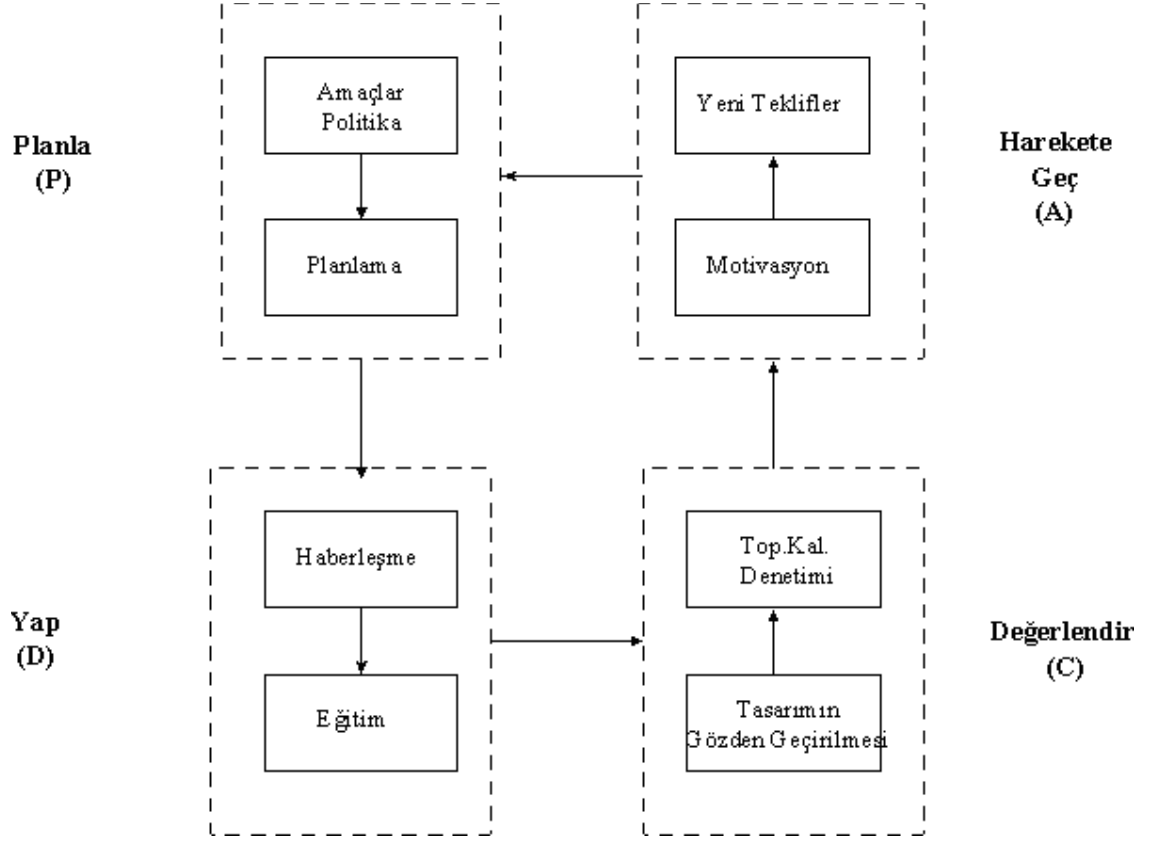 Planla
(P)
Amaçlar
Politika
Planlama
Yeni Teklifler
Motivasyon
Harekete
Geç
(A)
Yap
(D)
Haberleşme
Eğitim
Top.Kal.
Denetimi
Tasarımın
Gözden Geçirilmesi
Değerlendir
(C)